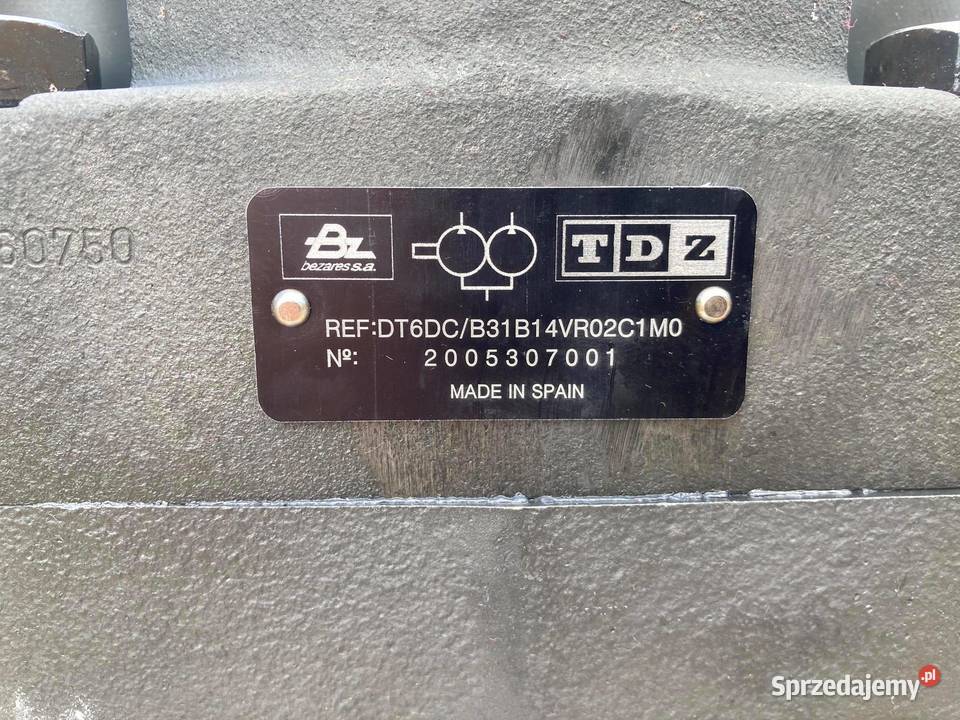 60750
Bz
bezares s.a.
TDZ
REF:DT6DC/B31B14VR02C1M0
Nº: 2005307001
MADE IN SPAIN
Sprzedajemy.pl